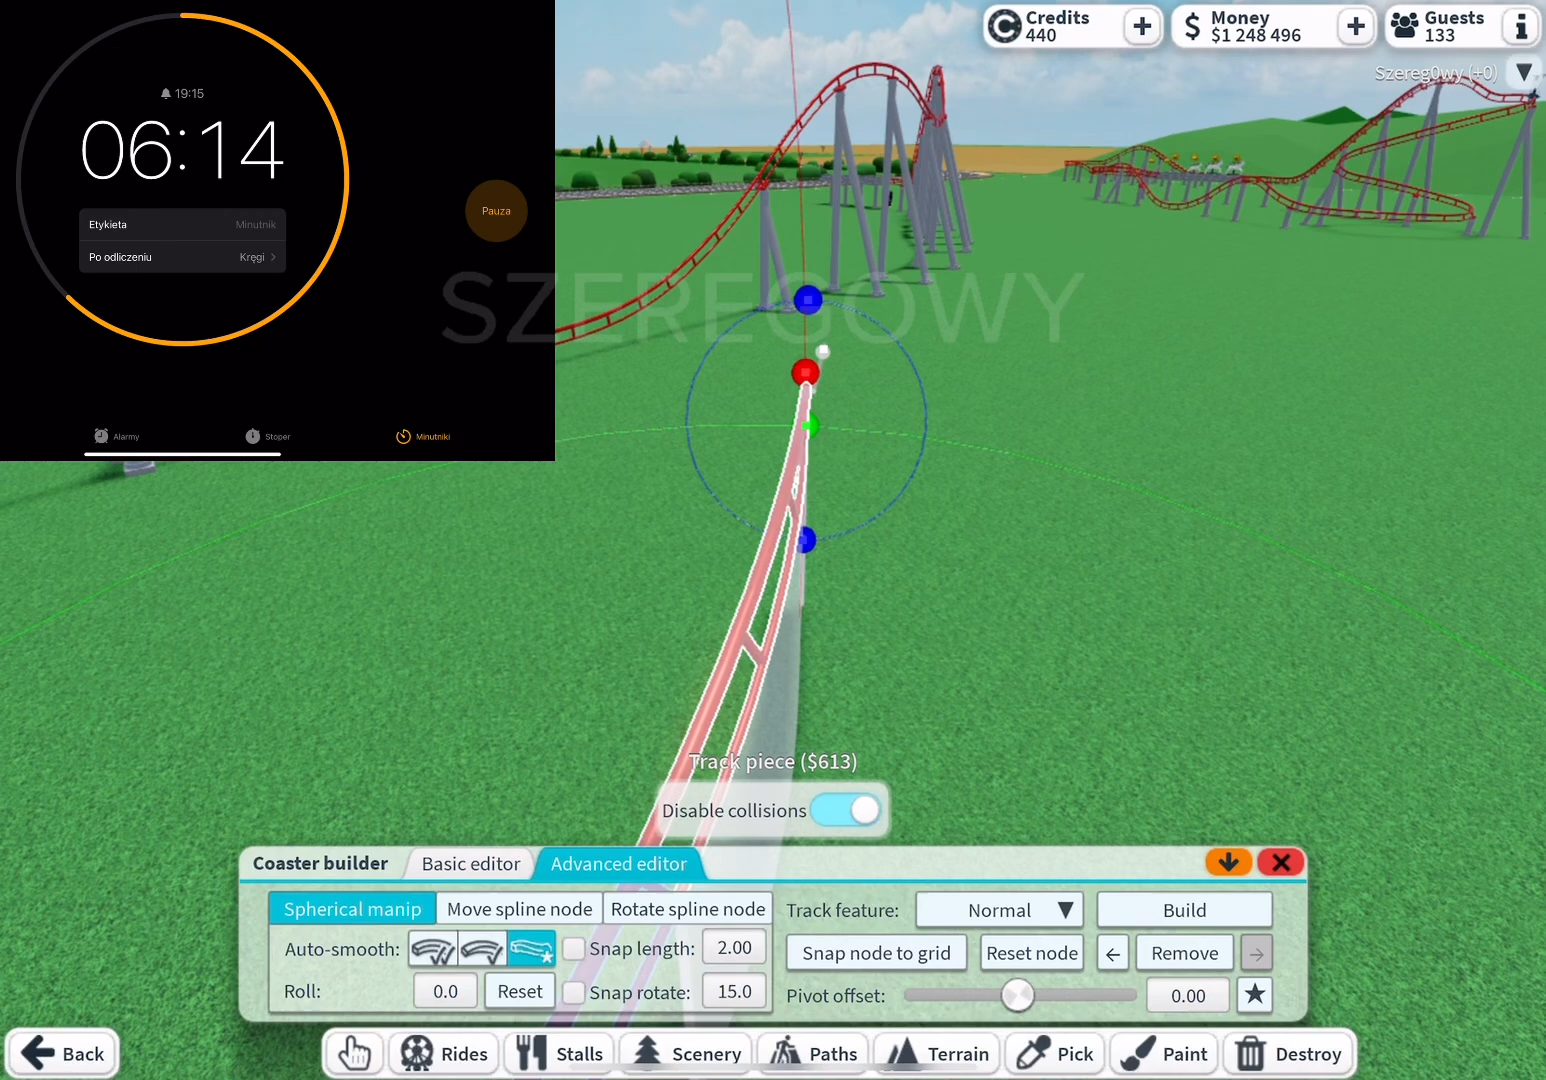 19:15
06:14
Etykieta Minutnik
Po odliczeniu Kręgi
Pauza
Alarmy Stoper Minutniki
Credits
440
Money
$1 248 496
Guests
133
Szereg0wy (+0)
SZEREGOWY
Track piece ($613)
Disable collisions
Coaster builder Basic editor Advanced editor
Spherical manip Move spline node Rotate spline node
Auto-smooth: Snap length: 2.00
Roll: 0.0 Reset Snap rotate: 15.0
Track feature: Normal Build
Snap node to grid Reset node Remove
Pivot offset: 0.00
Back Rides Stalls Scenery Paths Terrain Pick Paint Destroy